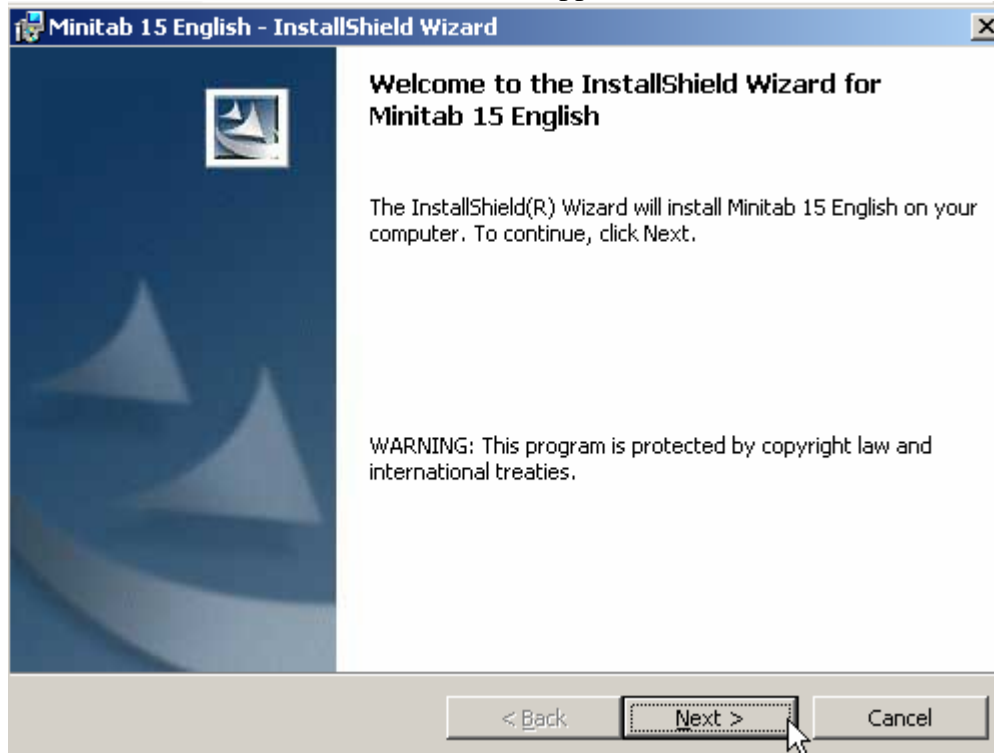 Minitab 15 English - InstallShield Wizard
Welcome to the InstallShield Wizard for
Minitab 15 English
The InstallShield(R) Wizard will install Minitab 15 English on your
computer. To continue, click Next.
WARNING: This program is protected by copyright law and
international treaties.
< Back Next > Cancel